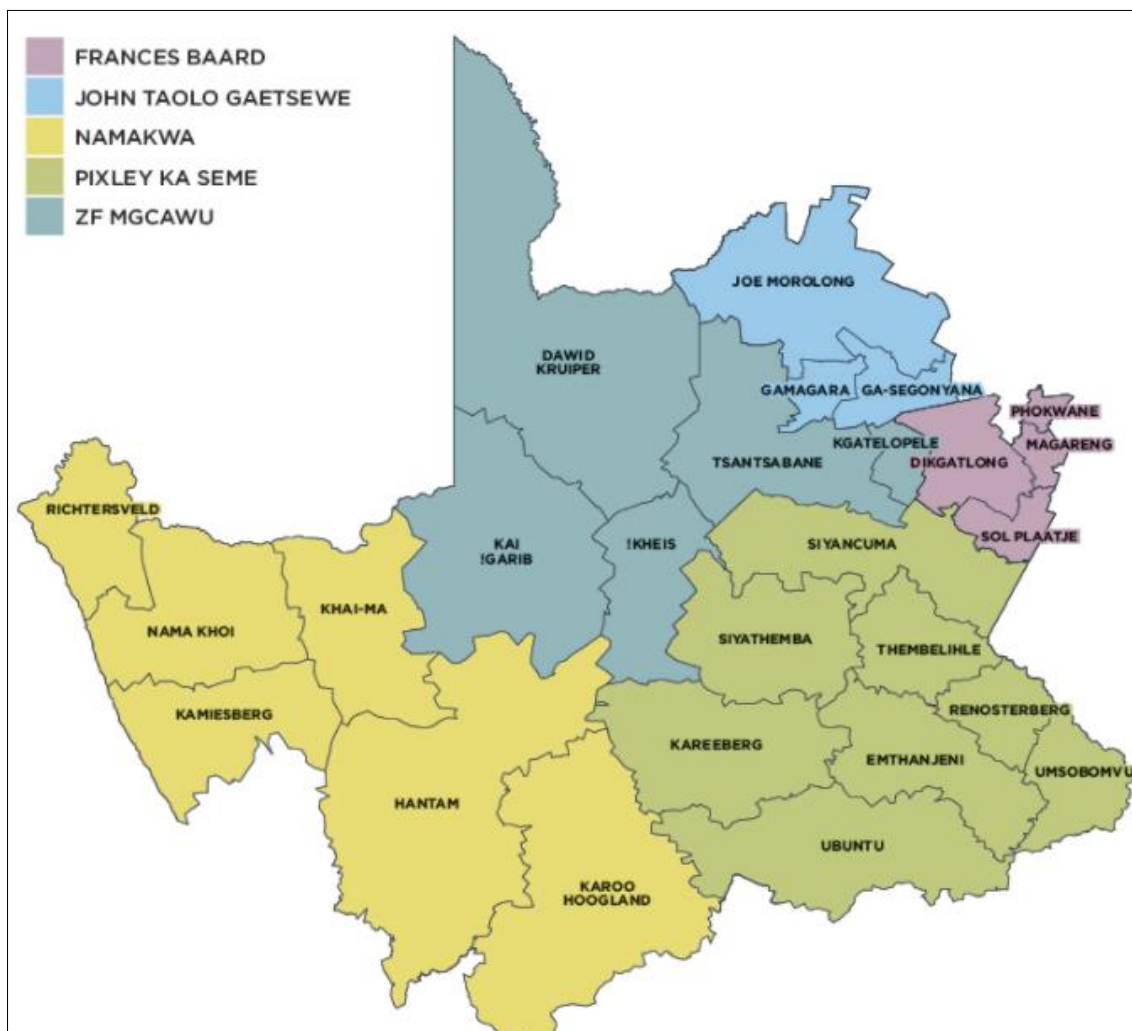 FRANCES BAARD
JOHN TAOLO GAETSEWE
NAMAKWA
PIXLEY KA SEME
ZF MGCAWU
JOE MOROLONG
DAWID
KRUIPER
GAMAGARA
GA-SEGONYANA
PHOKWANE
KGATELOPELE
MAGARENG
TSANTSABANE
DIKGATLONG
RICHTERSVELD
SOL PLAATJE
KAI
!GARIB
!KHEIS
SIYANCUMA
KHAI-MA
NAMA KHOI
SIYATHEMBA
THEMBELIHLE
KAMIESBERG
RENOSTERBERG
KAREEBERG
EMTHANJENI
UMSOBOMVU
HANTAM
UBUNTU
KAROO
HOOGLAND